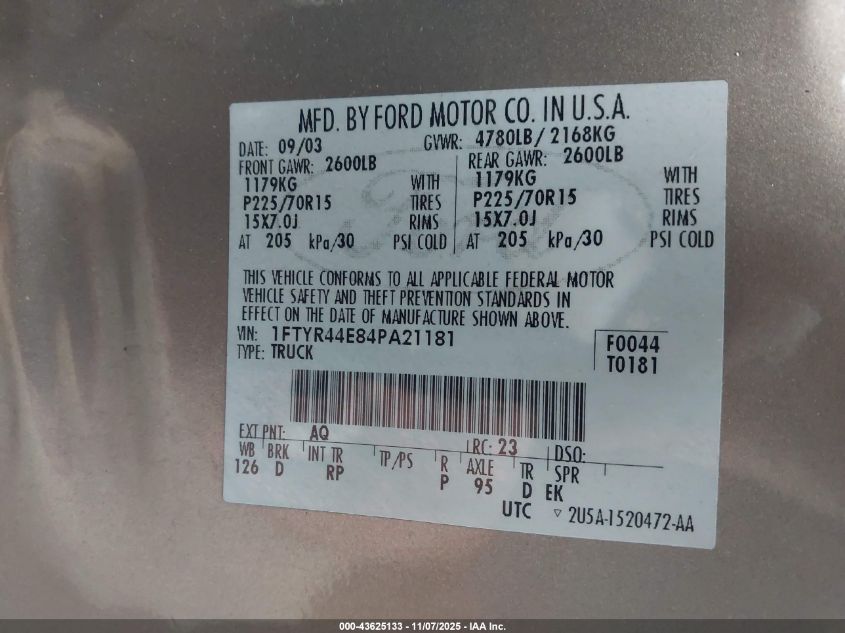 MFD. BY FORD MOTOR CO. IN U.S.A.
DATE: 09/03 GVWR: 4780LB/ 2168KG
FRONT GAWR: 2600LB REAR GAWR: 2600LB
1179KG WITH 1179KG WITH
P225/70R15 TIRES P225/70R15 TIRES
15X7.0J RIMS 15X7.0J RIMS
AT 205 kPa/30 PSI COLD AT 205 kPa/30 PSI COLD
Ford
THIS VEHICLE CONFORMS TO ALL APPLICABLE FEDERAL MOTOR
VEHICLE SAFETY AND THEFT PREVENTION STANDARDS IN
EFFECT ON THE DATE OF MANUFACTURE SHOWN ABOVE.
VIN: 1FTYR44E84PA21181 F0044
TYPE: TRUCK T0181
EXT PNT: AQ RC: 23 DSO:
WB BRK INT TR TP/PS R AXLE TR SPR
126 D RP P 95 D EK
UTC ▽ 2U5A-1520472-AA
000-43625133 - 11/07/2025 - IAA Inc.